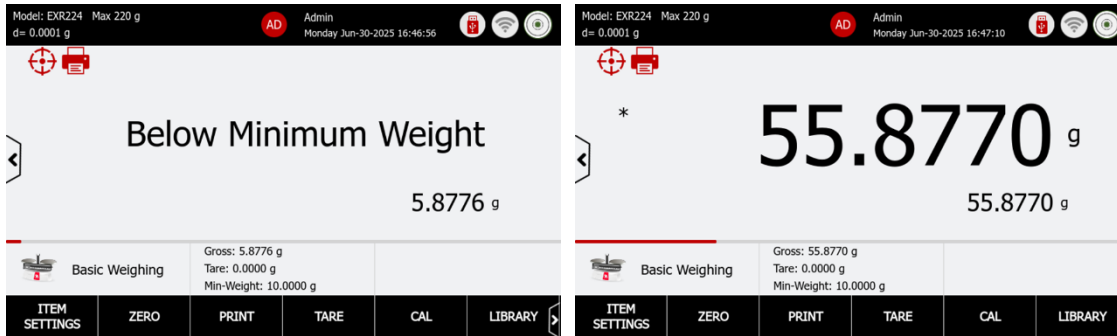 Model: EXR224 Max 220 g
d= 0.0001 g
AD
Admin
Monday Jun-30-2025 16:46:56
Below Minimum Weight
5.8776 g
Basic Weighing
Gross: 5.8776 g
Tare: 0.0000 g
Min-Weight: 10.0000 g
ITEM SETTINGS
ZERO
PRINT
TARE
CAL
LIBRARY
Model: EXR224 Max 220 g
d= 0.0001 g
AD
Admin
Monday Jun-30-2025 16:47:10
*
55.8770 g
55.8770 g
Basic Weighing
Gross: 55.8770 g
Tare: 0.0000 g
Min-Weight: 10.0000 g
ITEM SETTINGS
ZERO
PRINT
TARE
CAL
LIBRARY